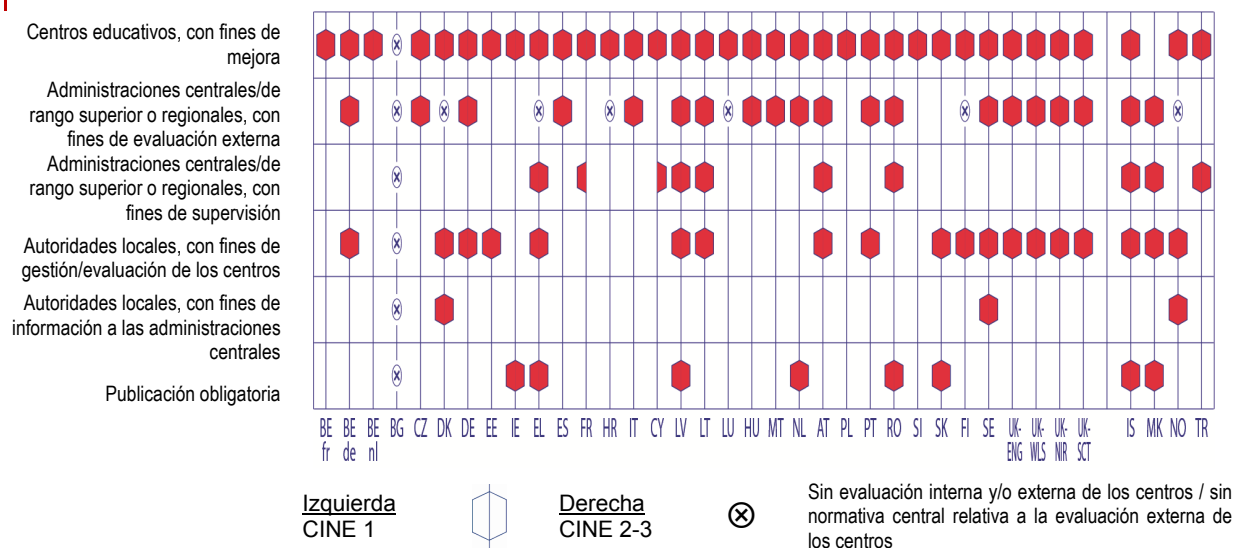 Centros educativos, con fines de
mejora
Administraciones centrales/de
rango superior o regionales, con
fines de evaluación externa
Administraciones centrales/de
rango superior o regionales, con
fines de supervisión
Autoridades locales, con fines de
gestión/evaluación de los centros
Autoridades locales, con fines de
información a las administraciones
centrales
Publicación obligatoria
BE BE BE BG CZ DK DE EE IE EL ES FR HR IT CY LV LT LU HU MT NL AT PL PT RO SI SK FI SE UK- UK- UK- UK- IS MK NO TR
fr de nl ENG WLS NIR SCT
Izquierda Derecha
CINE 1 CINE 2-3
Sin evaluación interna y/o externa de los centros / sin
normativa central relativa a la evaluación externa de
los centros